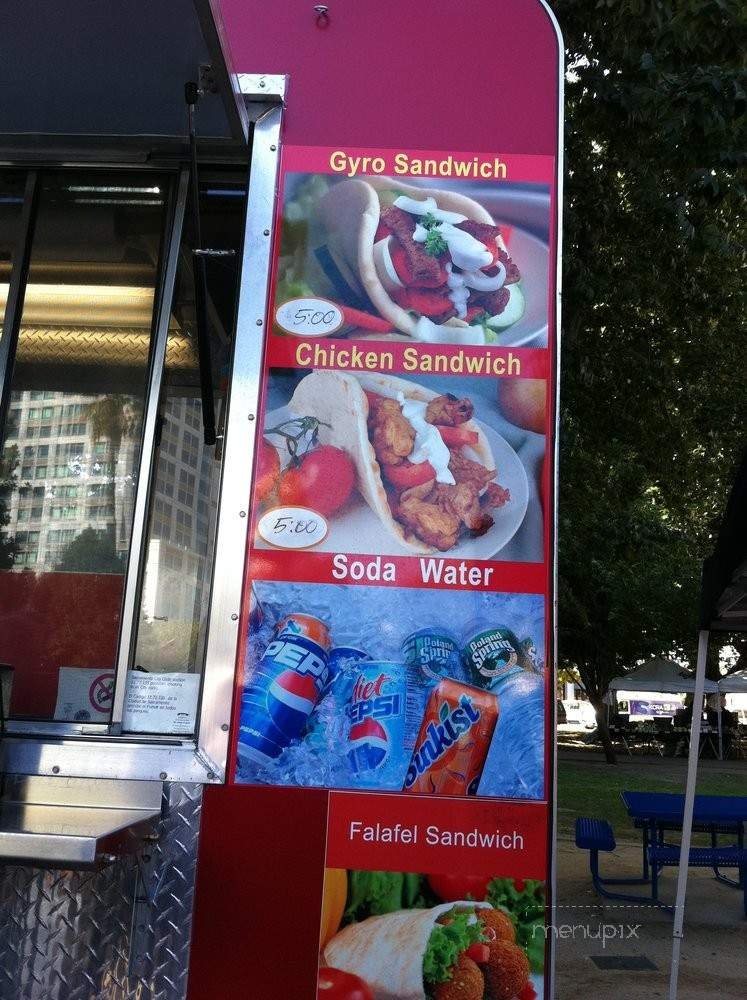 Gyro Sandwich
5:00
Chicken Sandwich
5:00
Soda Water
PEPSI
diet
PEPSI
Poland
Spring
Poland
Spring
Sunkist
Falafel Sandwich
menupix